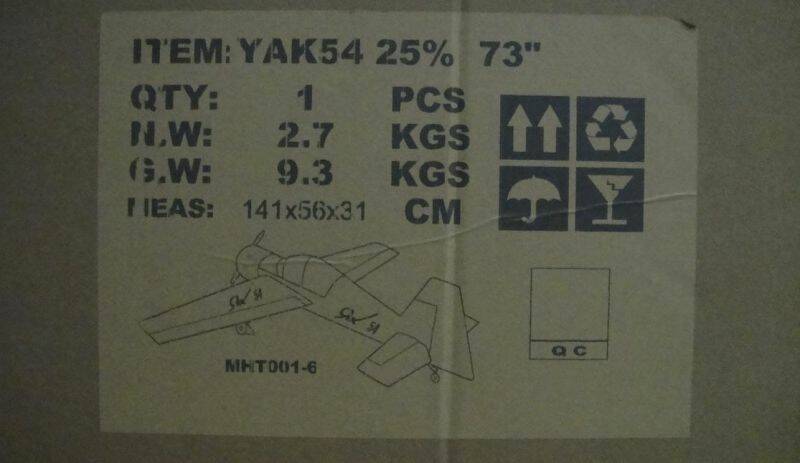 ITEM: YAK54 25% 73"
QTY: 1 PCS
N.W: 2.7 KGS
G.W: 9.3 KGS
MEAS: 141x56x31 CM
MHT001-6
QC